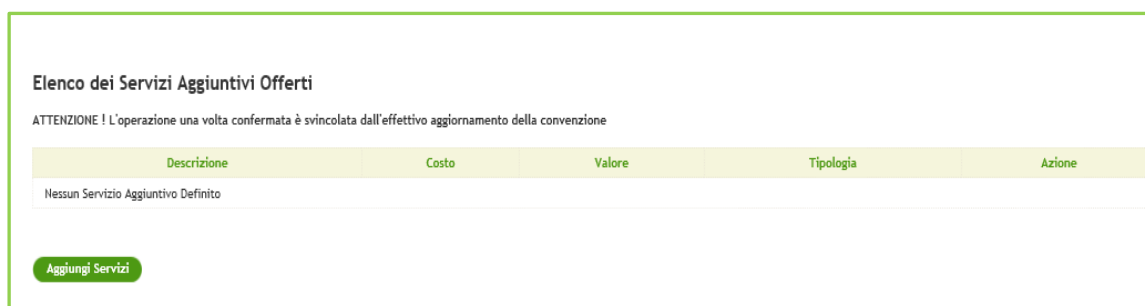 Elenco dei Servizi Aggiuntivi Offerti
ATTENZIONE ! L'operazione una volta confermata è svincolata dall'effettivo aggiornamento della convenzione
Descrizione Costo Valore Tipologia Azione
Nessun Servizio Aggiuntivo Definito
Aggiungi Servizi